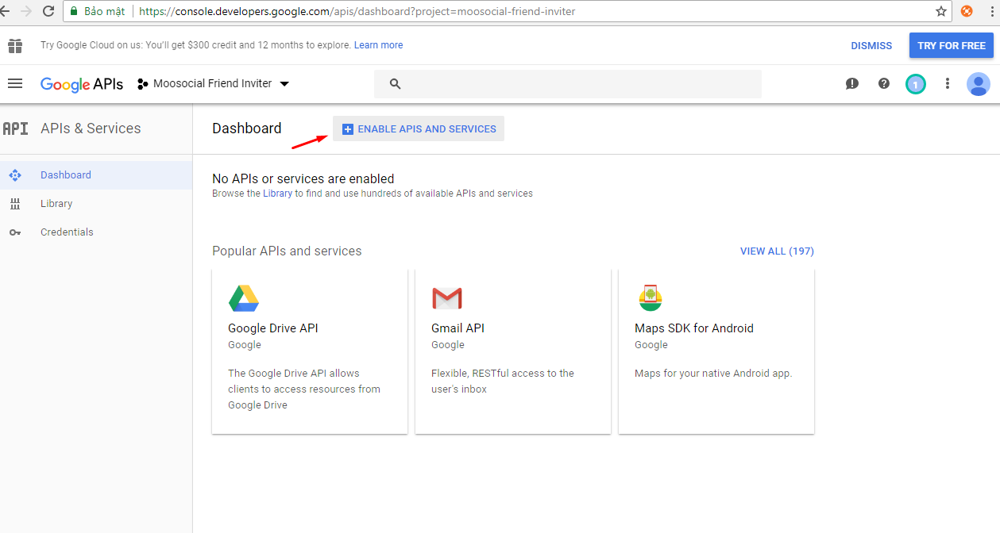 Bảo mật https://console.developers.google.com/apis/dashboard?project=moosocial-friend-inviter
Try Google Cloud on us: You'll get $300 credit and 12 months to explore. Learn more DISMISS TRY FOR FREE
Google APIs Moosocial Friend Inviter 1
API APIs & Services Dashboard ENABLE APIS AND SERVICES
Dashboard
Library
Credentials
No APIs or services are enabled
Browse the Library to find and use hundreds of available APIs and services
Popular APIs and services VIEW ALL (197)
Google Drive API
Google
The Google Drive API allows
clients to access resources from
Google Drive
Gmail API
Google
Flexible, RESTful access to the
user's inbox
Maps SDK for Android
Google
Maps for your native Android app.